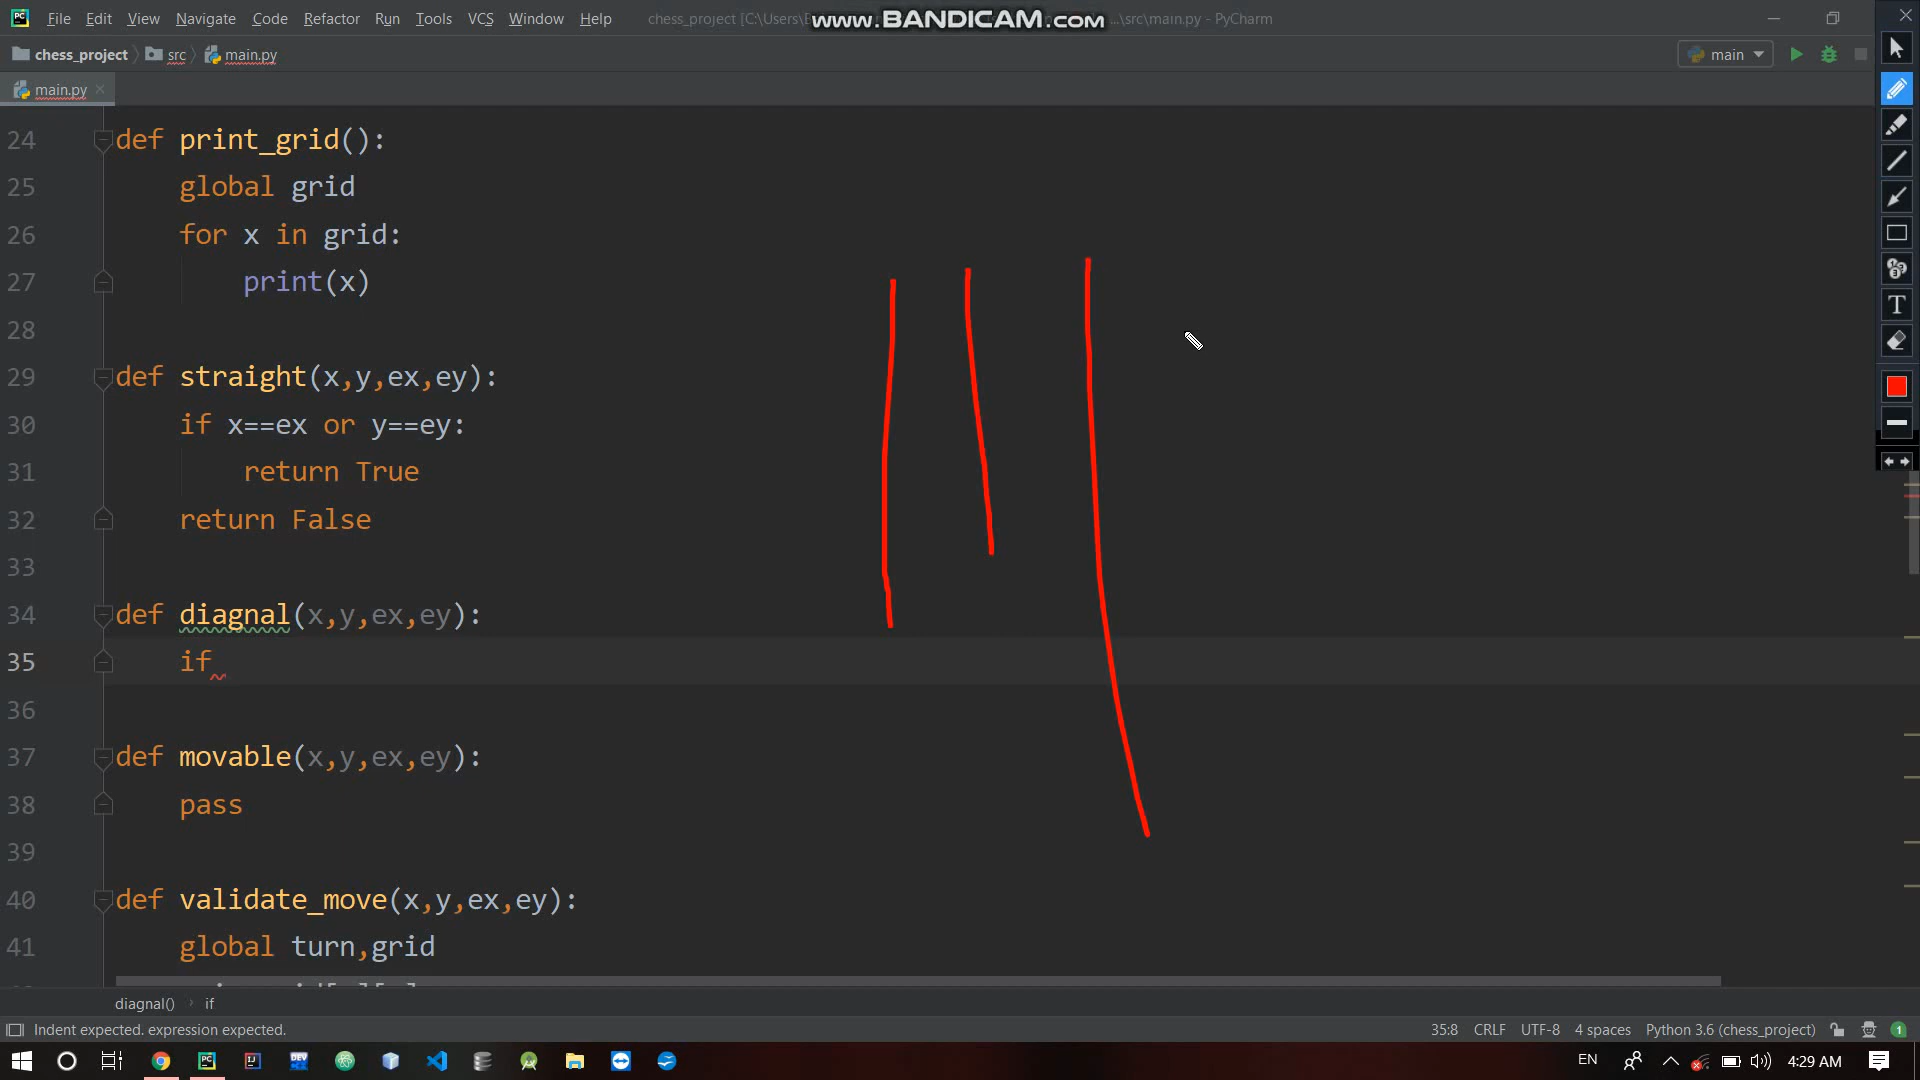 File Edit View Navigate Code Refactor Run Tools VCS Window Help chess_project [C:\Users\B ...\src\main.py - PyCharm
www.BANDICAM.com
chess_project src main.py main
main.py
24 def print_grid():
25 global grid
26 for x in grid:
27 print(x)
28
29 def straight(x,y,ex,ey):
30 if x==ex or y==ey:
31 return True
32 return False
33
34 def diagnal(x,y,ex,ey):
35 if
36
37 def movable(x,y,ex,ey):
38 pass
39
40 def validate_move(x,y,ex,ey):
41 global turn,grid
diagnal() › if
Indent expected. expression expected. 35:8 CRLF UTF-8 4 spaces Python 3.6 (chess_project) 1
EN 4:29 AM